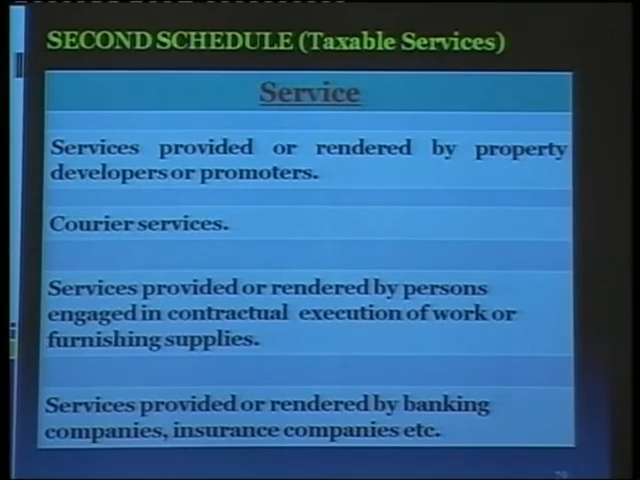 SECOND SCHEDULE (Taxable Services)
Service
Services provided or rendered by property
developers or promoters.
Courier services.
Services provided or rendered by persons
engaged in contractual execution of work or
furnishing supplies.
Services provided or rendered by banking
companies, insurance companies etc.